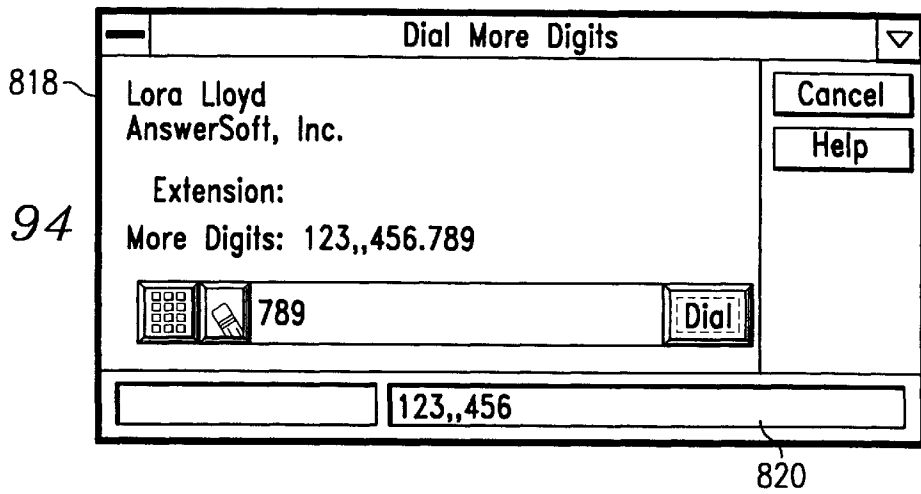 Dial More Digits
818
Lora Lloyd
AnswerSoft, Inc.
Cancel
Help
Extension:
94
More Digits: 123,,456.789
789
Dial
123,,456
820